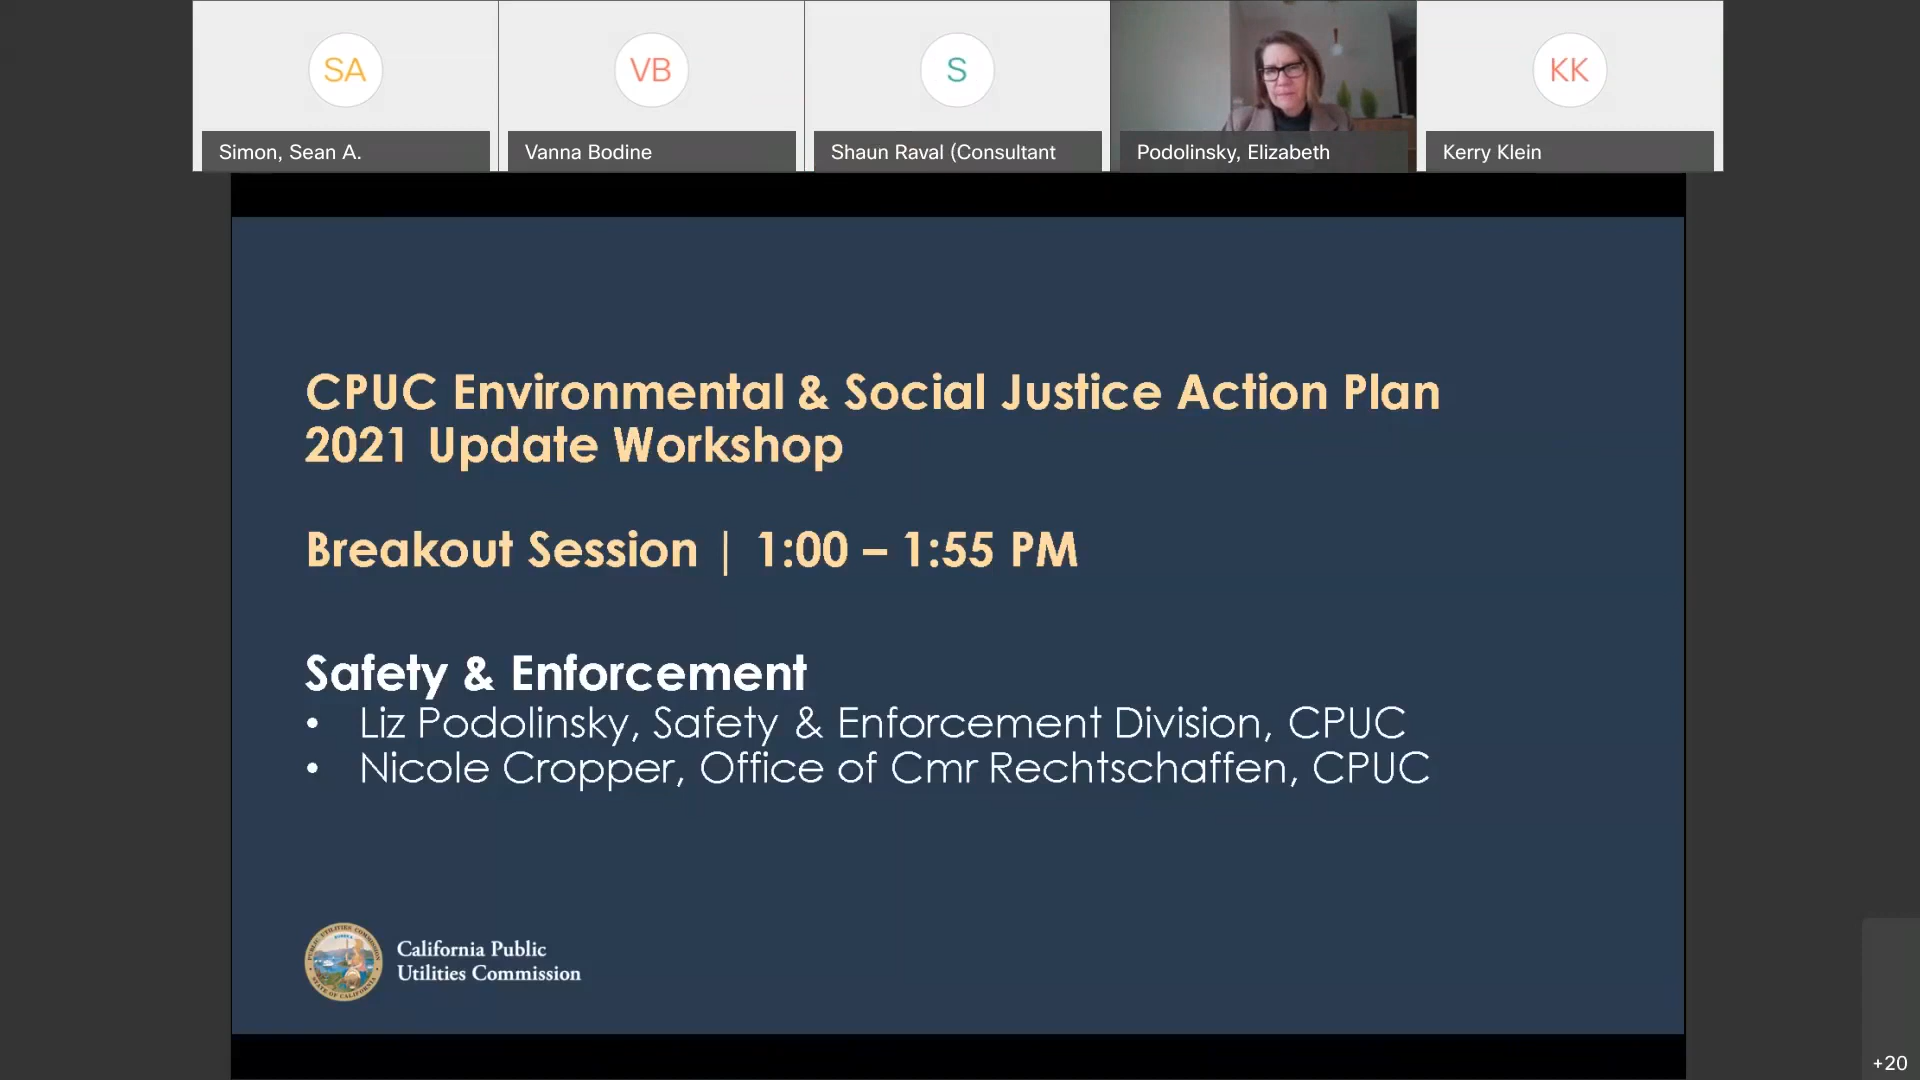 SA
VB
S
KK
Simon, Sean A.
Vanna Bodine
Shaun Raval (Consultant
Podolinsky, Elizabeth
Kerry Klein
CPUC Environmental & Social Justice Action Plan
2021 Update Workshop
Breakout Session | 1:00 – 1:55 PM
Safety & Enforcement
• Liz Podolinsky, Safety & Enforcement Division, CPUC
• Nicole Cropper, Office of Cmr Rechtschaffen, CPUC
California Public
Utilities Commission
+20